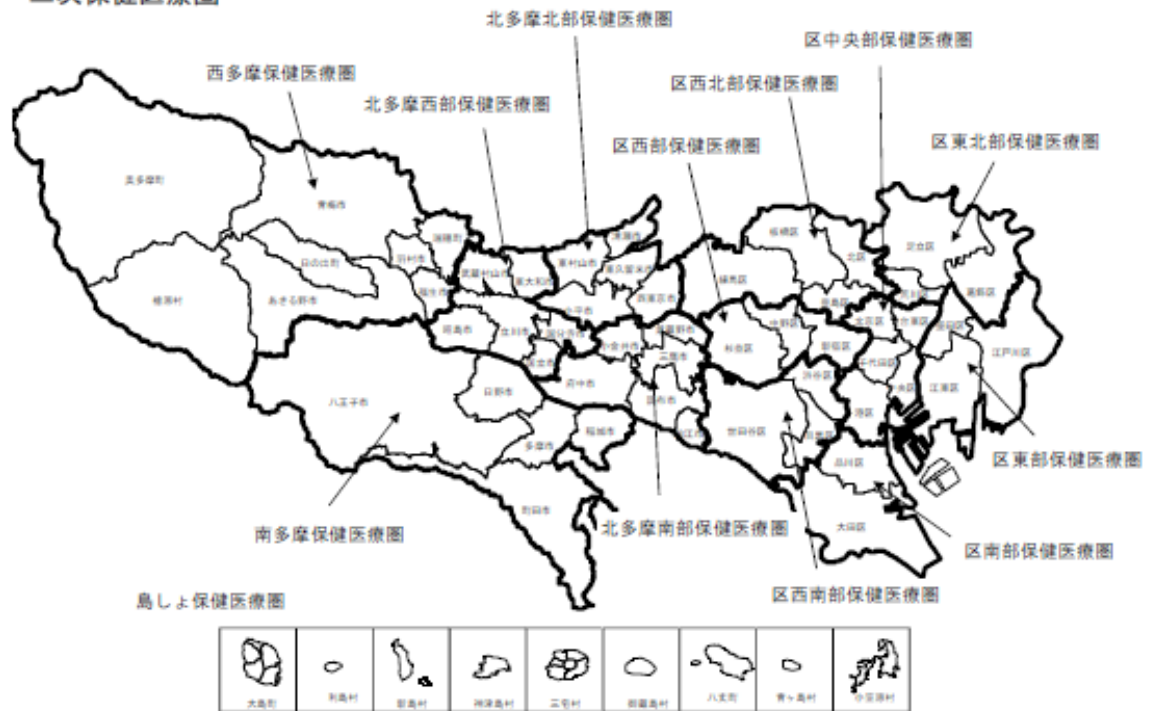 二次保健医療圏
北多摩北部保健医療圏
区中央部保健医療圏
西多摩保健医療圏
区西北部保健医療圏
北多摩西部保健医療圏
区西部保健医療圏
区東北部保健医療圏
奥多摩町
青梅市
瑞穂町
清瀬市
板橋区
北区
足立区
日の出町
羽村市
武蔵村山市
東大和市
東村山市
東久留米市
練馬区
檜原村
あきる野市
福生市
西東京市
豊島区
荒川区
葛飾区
小平市
文京区
台東区
墨田区
昭島市
立川市
国分寺市
小金井市
武蔵野市
三鷹市
杉並区
中野区
新宿区
千代田区
江戸川区
国立市
八王子市
日野市
府中市
調布市
渋谷区
中央区
江東区
港区
多摩市
稲城市
狛江市
世田谷区
目黒区
品川区
区東部保健医療圏
町田市
大田区
南多摩保健医療圏
北多摩南部保健医療圏
区南部保健医療圏
区西南部保健医療圏
島しょ保健医療圏
大島町
利島村
新島村
神津島村
三宅村
御蔵島村
八丈町
青ヶ島村
小笠原村